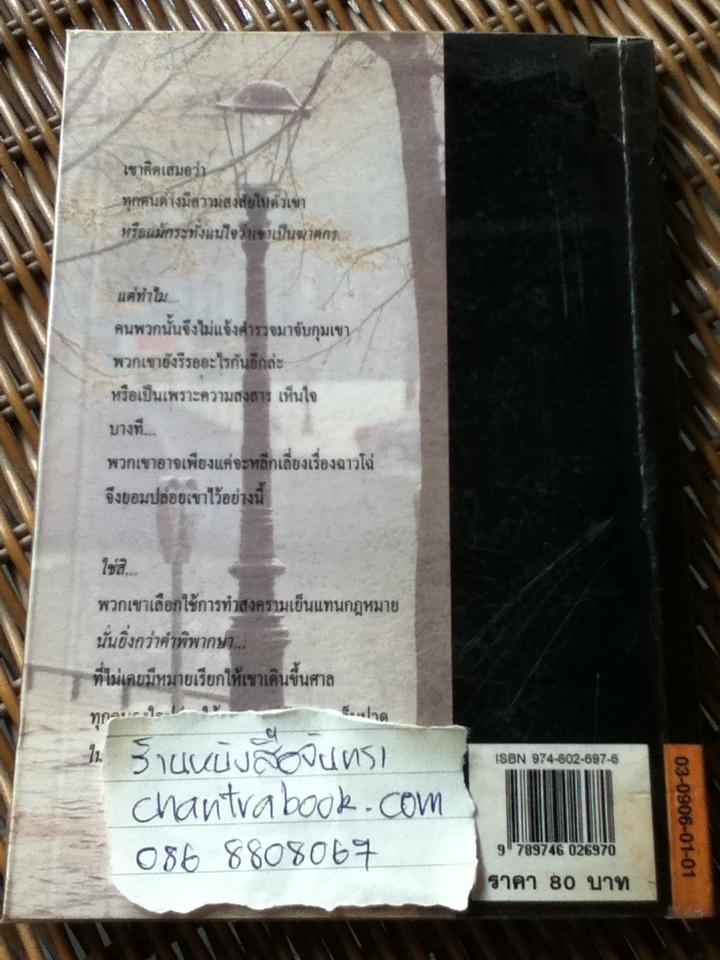 เขาคิดเสมอว่า
ทุกคนต่างมีความสงสัยในตัวเขา
หรือแม้กระทั่งแน่ใจว่าเขาเป็นฆาตกร...
แต่ทำไม...
คนพวกนั้นจึงไม่แจ้งตำรวจมาจับกุมเขา
พวกเขายังรีรออะไรกันอีกล่ะ
หรือเป็นเพราะความสงสาร เห็นใจ
บางที...
พวกเขาอาจเพียงแค่จะหลีกเลี่ยงเรื่องฉาวโฉ่
จึงยอมปล่อยเขาไว้อย่างนี้
ใช่สิ...
พวกเขาเลือกใช้การทำสงครามเย็นแทนกฎหมาย
นั่นยิ่งกว่าคำพิพากษา...
ที่ไม่เคยมีหมายเรียกให้เขาเดินขึ้นศาล
ร้านหนังสือจันทรา
chantrabook.com
086 8808067
ISBN 974-602-697-6
9 789746 026970
ราคา 80 บาท
03-0906-01-01